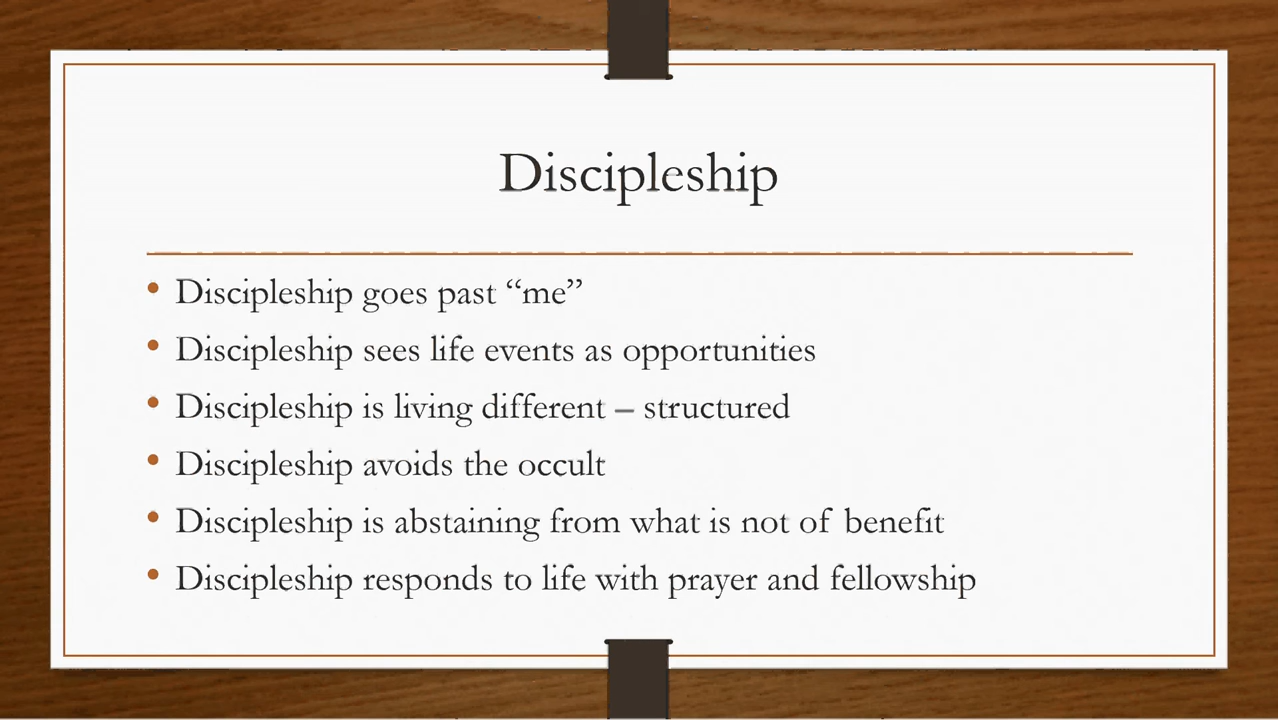 Discipleship
• Discipleship goes past “me”
• Discipleship sees life events as opportunities
• Discipleship is living different – structured
• Discipleship avoids the occult
• Discipleship is abstaining from what is not of benefit
• Discipleship responds to life with prayer and fellowship